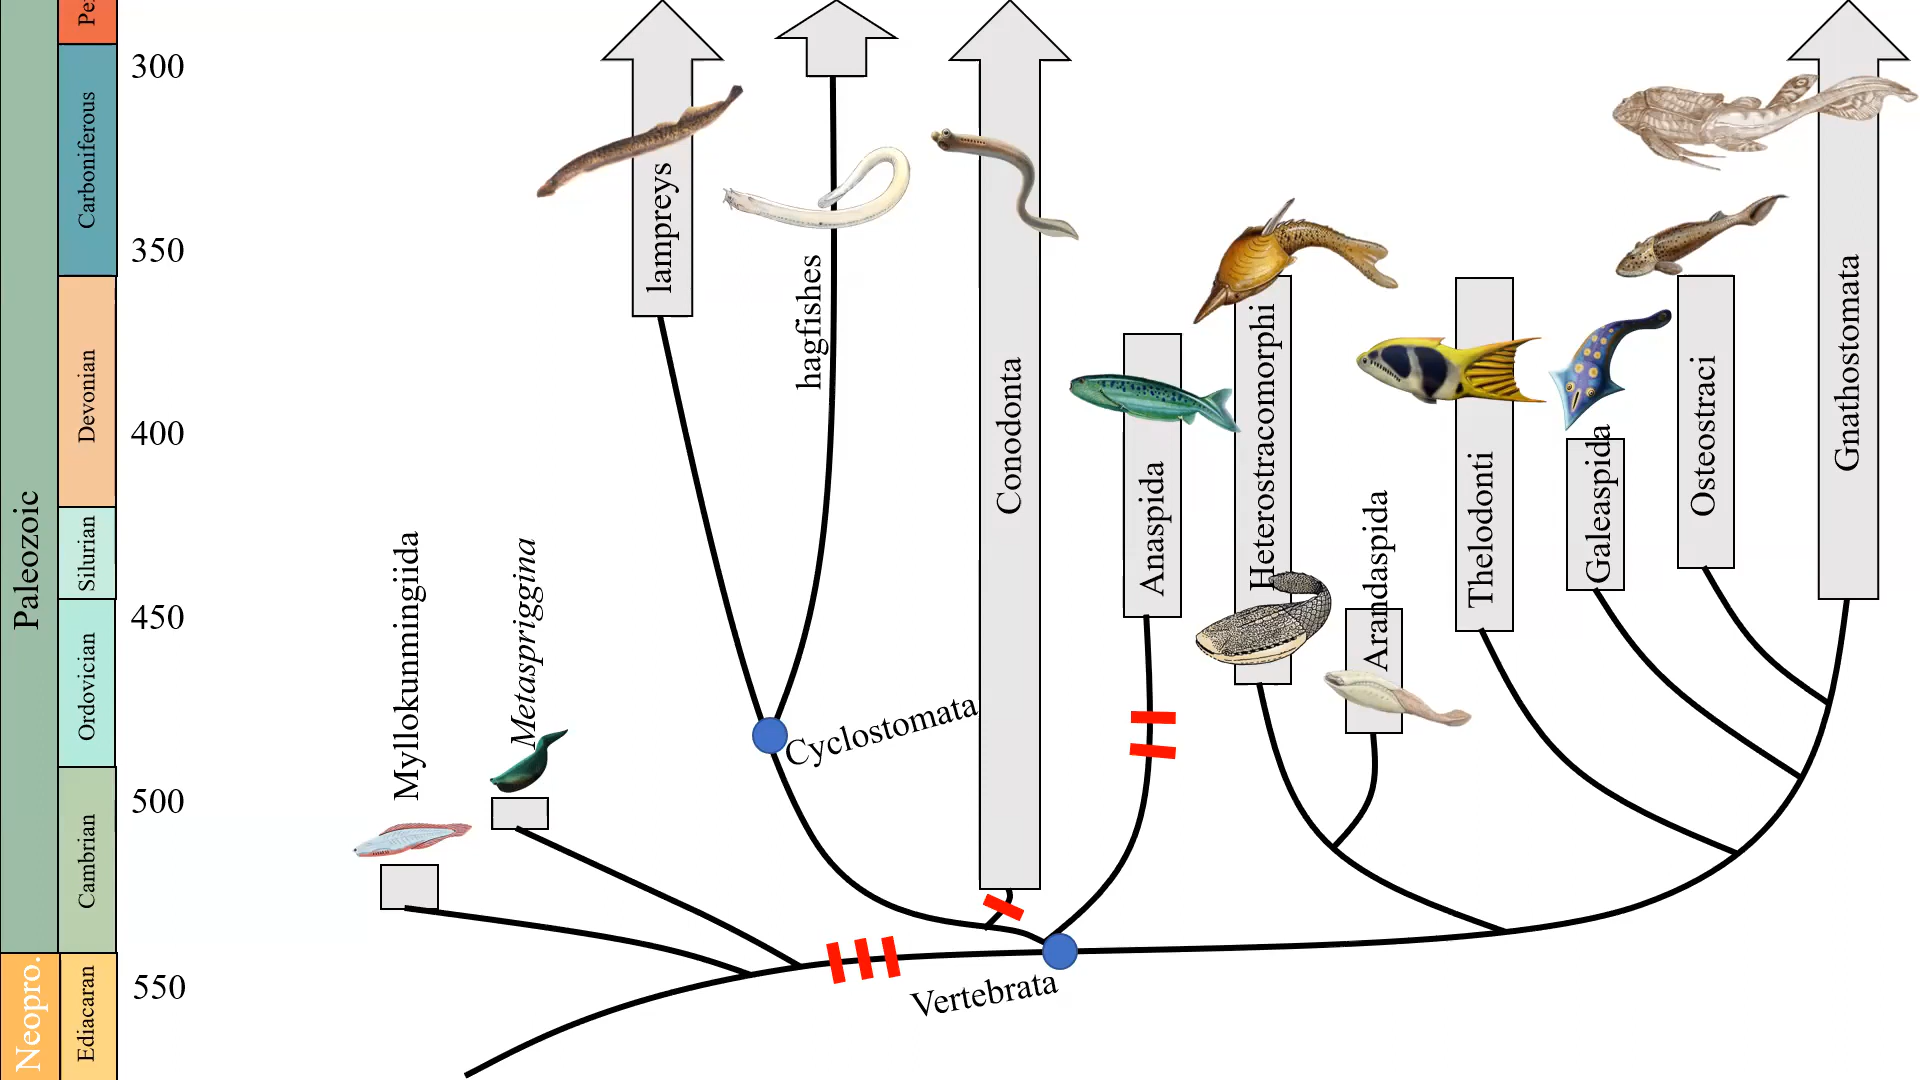 Paleozoic
Neopro.
Pe
Carboniferous
Devonian
Silurian
Ordovician
Cambrian
Ediacaran
300
350
400
450
500
550
Myllokunmingiida
Metaspriggina
lampreys
hagfishes
Conodonta
Anaspida
Heterostracomorphi
Arandaspida
Thelodonti
Galeaspida
Osteostraci
Gnathostomata
Cyclostomata
Vertebrata